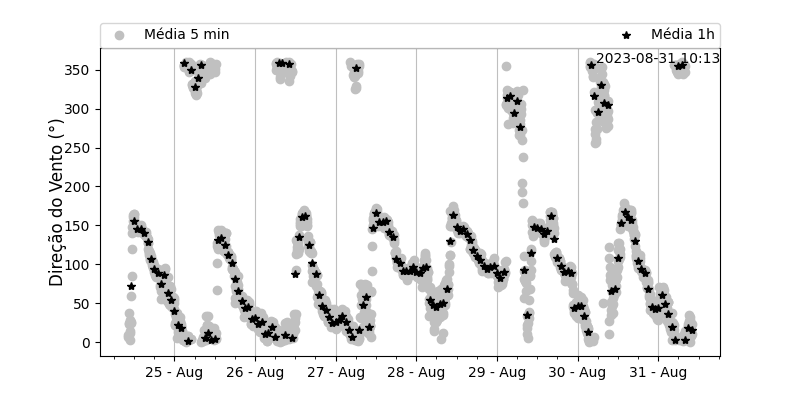 Média 5 min
Média 1h
2023-08-31 10:13
Direção do Vento (°)
350
300
250
200
150
100
50
0
25 - Aug
26 - Aug
27 - Aug
28 - Aug
29 - Aug
30 - Aug
31 - Aug